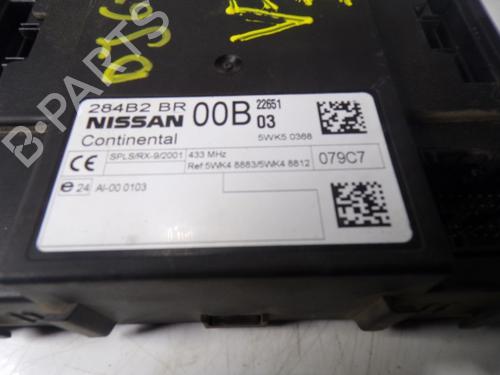 284B2 BR 00B 22651
NISSAN 03
Continental 5WK5 0368
CE SPLS/RX-9/2001 433 MHz 079C7
Ref.5WK4 8883/5WK4 8812
e 24 AI-00 0103
B-PARTS